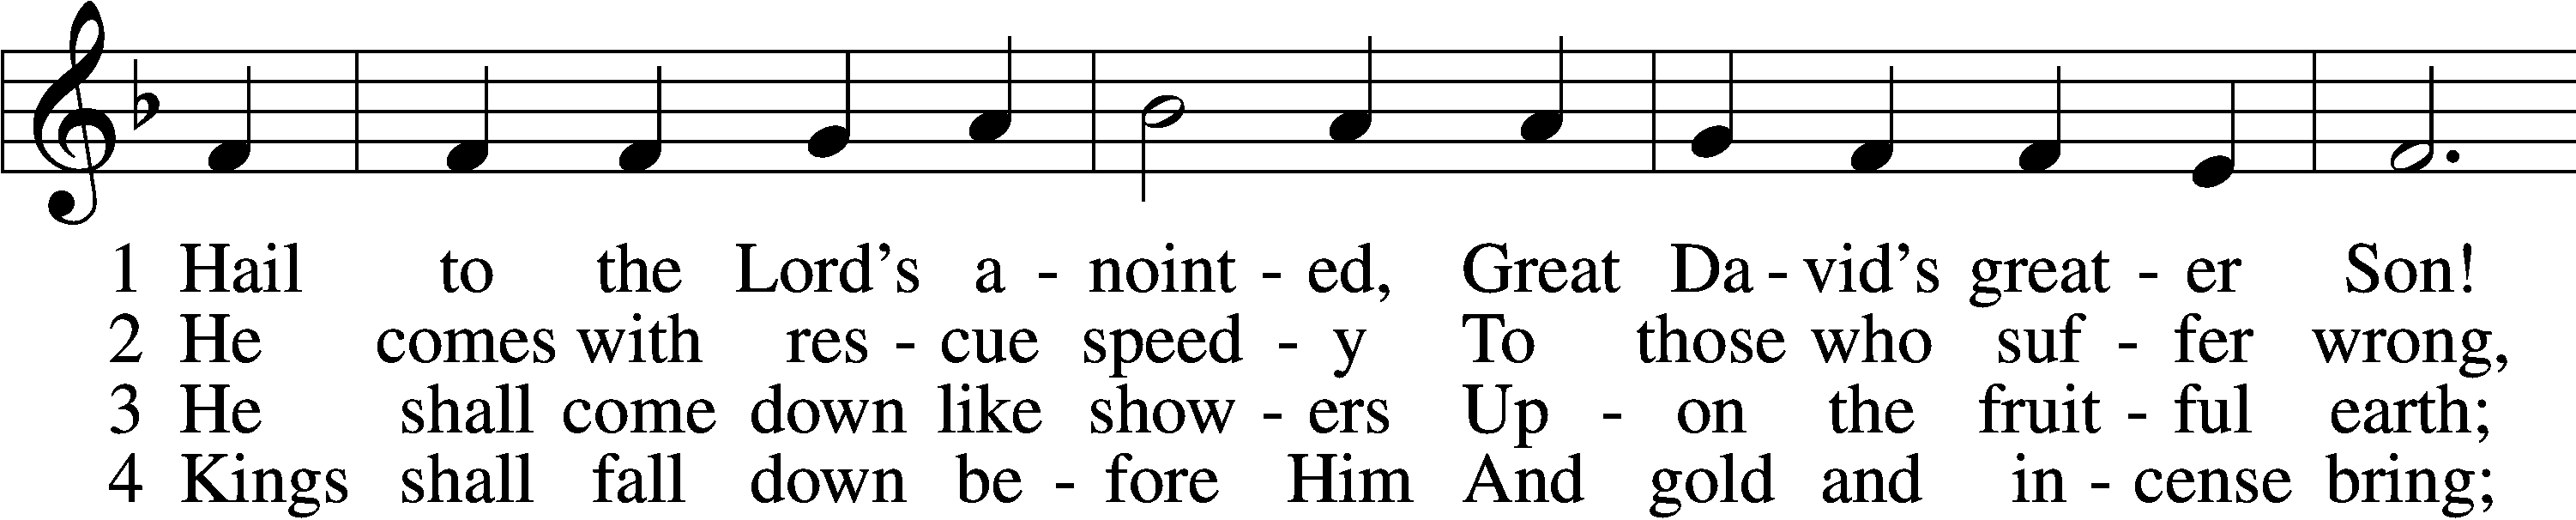 1 Hail to the Lord's a - noint - ed, Great Da - vid's great - er Son!
2 He comes with res - cue speed - y To those who suf - fer wrong,
3 He shall come down like show - ers Up - on the fruit - ful earth;
4 Kings shall fall down be - fore Him And gold and in - cense bring;